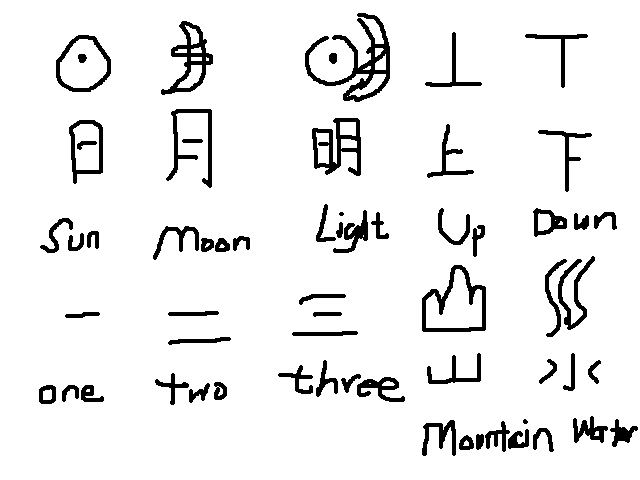 日 月 明 上 下
Sun Moon Light Up Down
一 二 三
山 水
one two three
Mountain Water